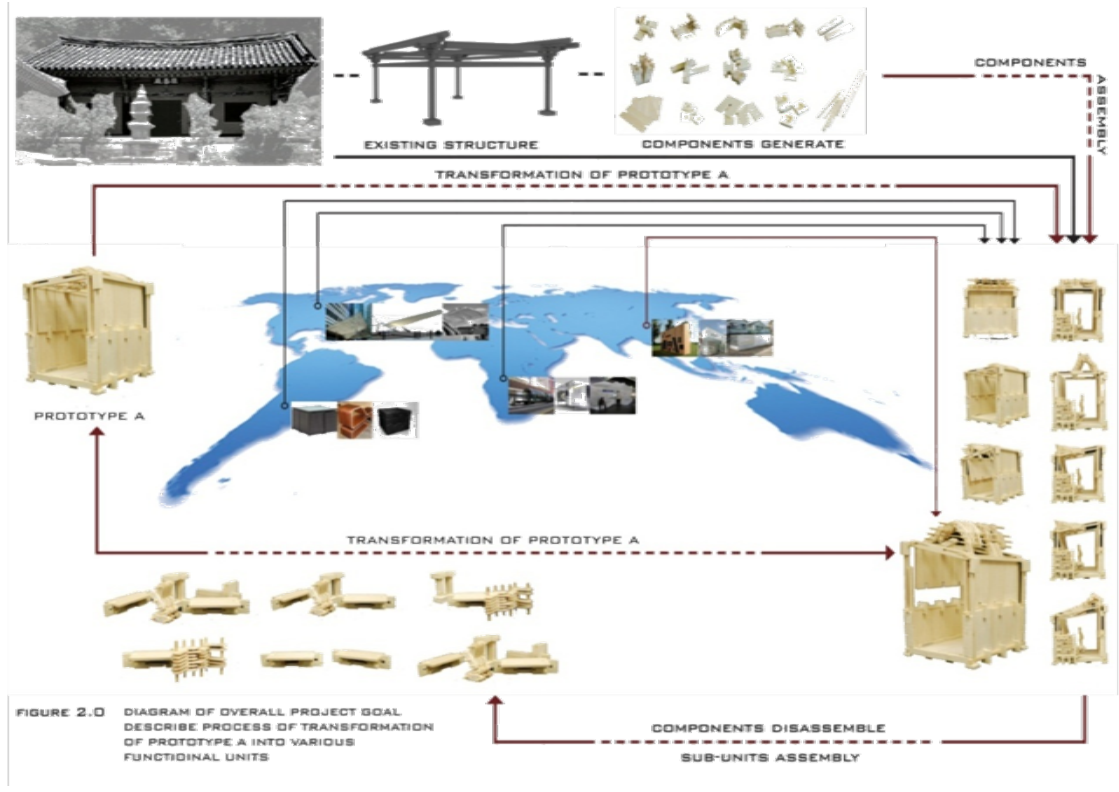 COMPONENTS
ASSEMBLY
EXISTING STRUCTURE
COMPONENTS GENERATE
TRANSFORMATION OF PROTOTYPE A
PROTOTYPE A
TRANSFORMATION OF PROTOTYPE A
FIGURE 2.0 DIAGRAM OF OVERALL PROJECT GOAL
DESCRIBE PROCESS OF TRANSFORMATION
OF PROTOTYPE A INTO VARIOUS
FUNCTIONAL UNITS
COMPONENTS DISASSEMBLE
SUB-UNITS ASSEMBLY